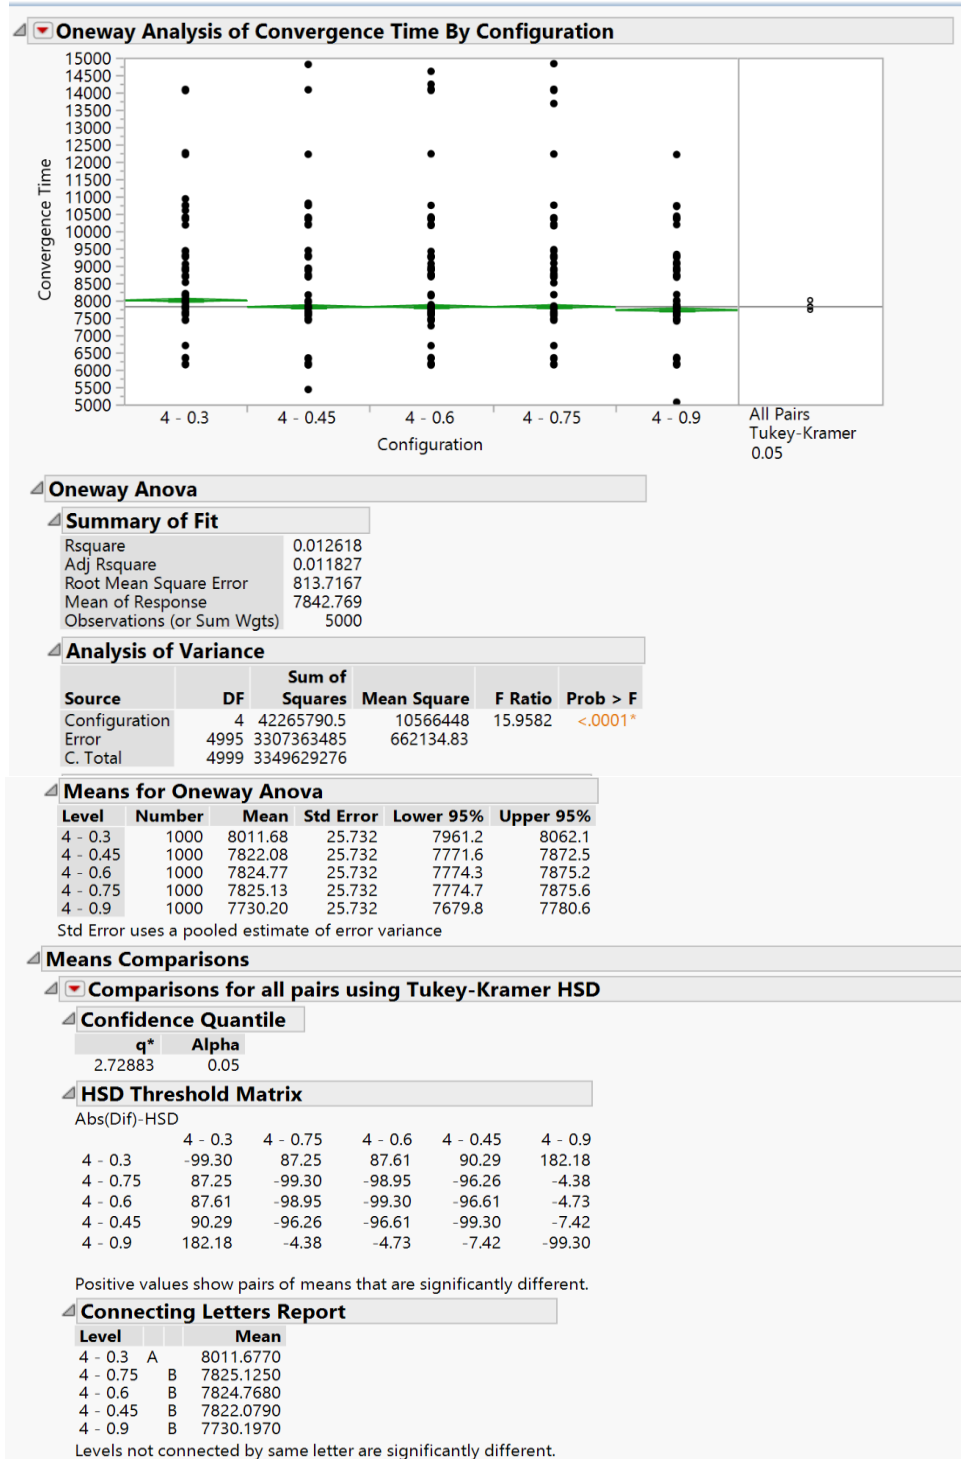 Oneway Analysis of Convergence Time By Configuration
15000
14500
14000
13500
13000
12500
12000
11500
11000
10500
10000
9500
9000
8500
8000
7500
7000
6500
6000
5500
5000
Convergence Time
4 - 0.3 4 - 0.45 4 - 0.6 4 - 0.75 4 - 0.9
Configuration
All Pairs
Tukey-Kramer
0.05
Oneway Anova
Summary of Fit
Rsquare 0.012618
Adj Rsquare 0.011827
Root Mean Square Error 813.7167
Mean of Response 7842.769
Observations (or Sum Wgts) 5000
Analysis of Variance
Source DF Sum of Squares Mean Square F Ratio Prob > F
Configuration 4 42265790.5 10566448 15.9582 <.0001*
Error 4995 3307363485 662134.83
C. Total 4999 3349629276
Means for Oneway Anova
Level Number Mean Std Error Lower 95% Upper 95%
4 - 0.3 1000 8011.68 25.732 7961.2 8062.1
4 - 0.45 1000 7822.08 25.732 7771.6 7872.5
4 - 0.6 1000 7824.77 25.732 7774.3 7875.2
4 - 0.75 1000 7825.13 25.732 7774.7 7875.6
4 - 0.9 1000 7730.20 25.732 7679.8 7780.6
Std Error uses a pooled estimate of error variance
Means Comparisons
Comparisons for all pairs using Tukey-Kramer HSD
Confidence Quantile
q* Alpha
2.72883 0.05
HSD Threshold Matrix
Abs(Dif)-HSD
4 - 0.3 4 - 0.75 4 - 0.6 4 - 0.45 4 - 0.9
4 - 0.3 -99.30 87.25 87.61 90.29 182.18
4 - 0.75 87.25 -99.30 -98.95 -96.26 -4.38
4 - 0.6 87.61 -98.95 -99.30 -96.61 -4.73
4 - 0.45 90.29 -96.26 -96.61 -99.30 -7.42
4 - 0.9 182.18 -4.38 -4.73 -7.42 -99.30
Positive values show pairs of means that are significantly different.
Connecting Letters Report
Level Mean
4 - 0.3 A 8011.6770
4 - 0.75 B 7825.1250
4 - 0.6 B 7824.7680
4 - 0.45 B 7822.0790
4 - 0.9 B 7730.1970
Levels not connected by same letter are significantly different.